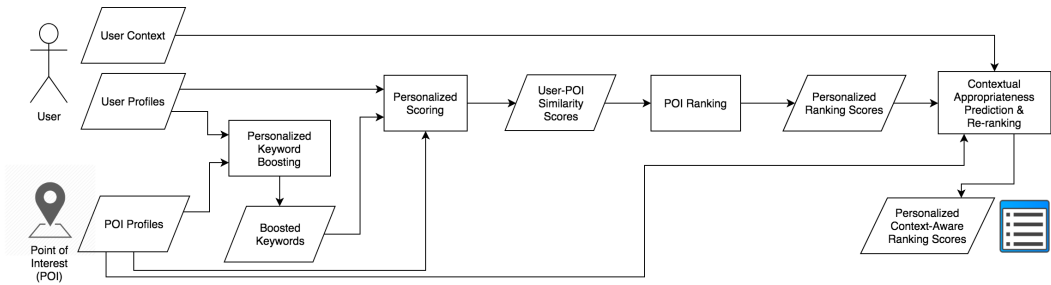 User Context
User
User Profiles
Personalized
Keyword
Boosting
Personalized
Scoring
User-POI
Similarity
Scores
POI Ranking
Personalized
Ranking Scores
Contextual
Appropriateness
Prediction &
Re-ranking
Point of
Interest
(POI)
POI Profiles
Boosted
Keywords
Personalized
Context-Aware
Ranking Scores